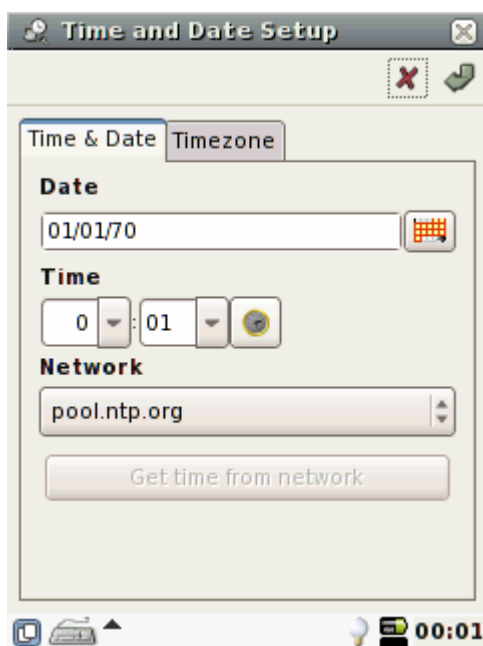 Time and Date Setup
Time & Date Timezone
Date
01/01/70
Time
0 : 01
Network
pool.ntp.org
Get time from network
00:01